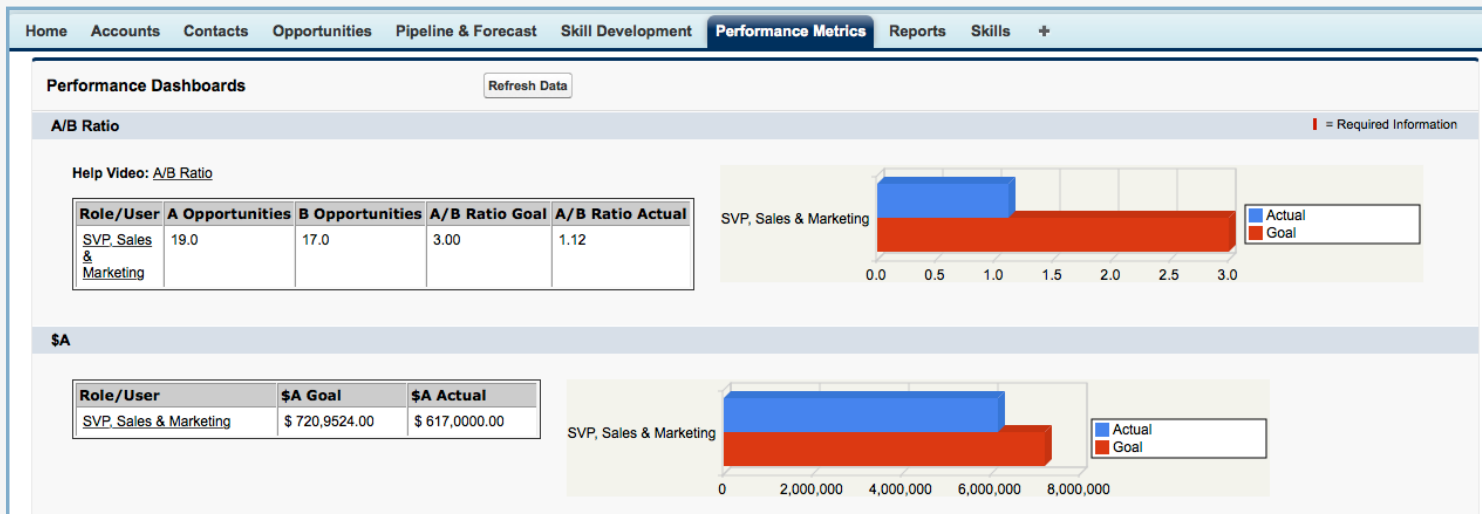 Home Accounts Contacts Opportunities Pipeline & Forecast Skill Development Performance Metrics Reports Skills +
Performance Dashboards Refresh Data
A/B Ratio = Required Information
Help Video: A/B Ratio
Role/User A Opportunities B Opportunities A/B Ratio Goal A/B Ratio Actual
SVP, Sales 19.0 17.0 3.00 1.12
&
Marketing
SVP, Sales & Marketing
Actual
Goal
0.0 0.5 1.0 1.5 2.0 2.5 3.0
$A
Role/User $A Goal $A Actual
SVP, Sales & Marketing $ 720,9524.00 $ 617,0000.00
SVP, Sales & Marketing
Actual
Goal
0 2,000,000 4,000,000 6,000,000 8,000,000